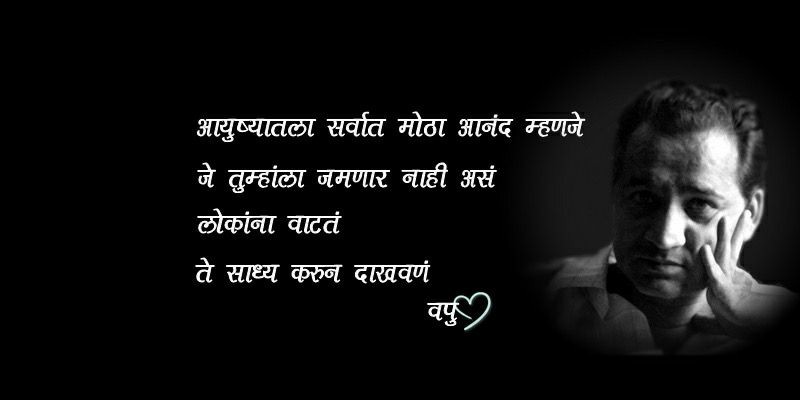 आयुष्यातला सर्वात मोठा आनंद म्हणजे
जे तुम्हांला जमणार नाही असं
लोकांना वाटतं
ते साध्य करुन दाखवणं
वपु